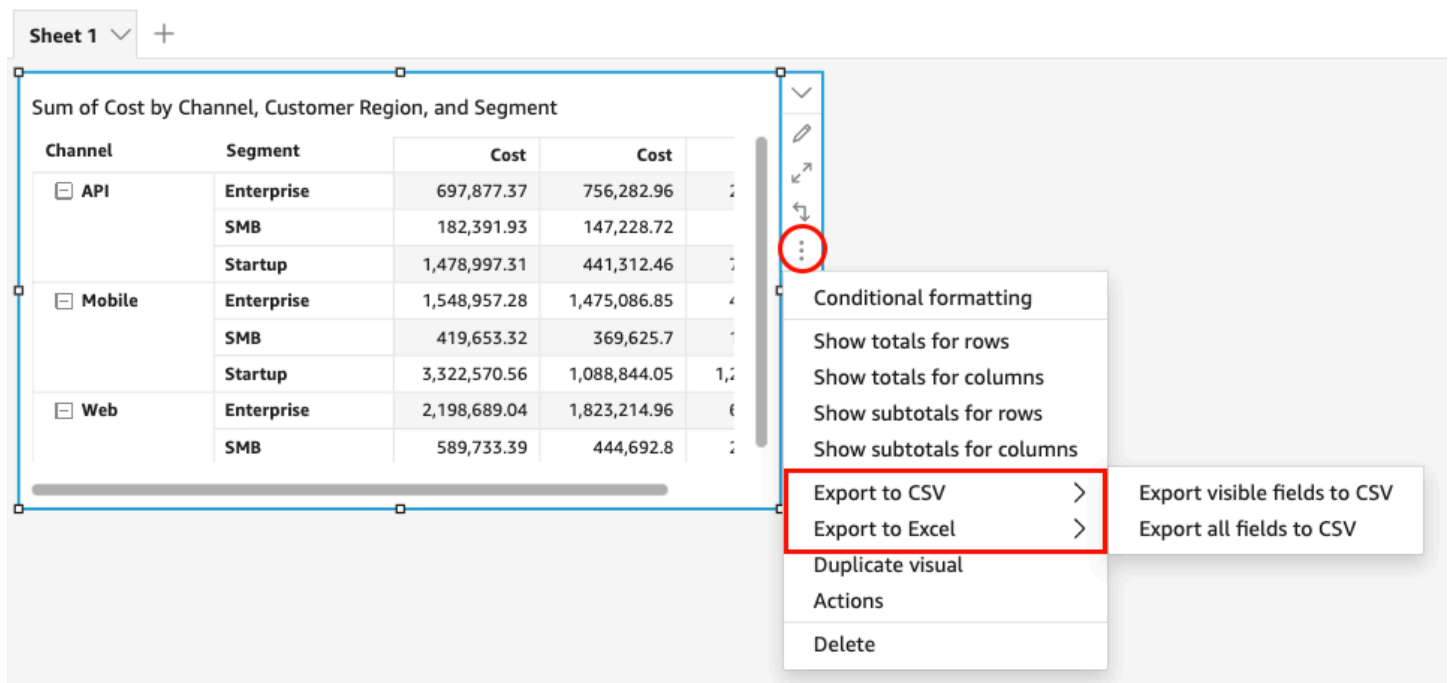 Sheet 1
Sum of Cost by Channel, Customer Region, and Segment
Channel Segment Cost Cost
API Enterprise 697,877.37 756,282.96
SMB 182,391.93 147,228.72
Startup 1,478,997.31 441,312.46
Mobile Enterprise 1,548,957.28 1,475,086.85
SMB 419,653.32 369,625.7
Startup 3,322,570.56 1,088,844.05
Web Enterprise 2,198,689.04 1,823,214.96
SMB 589,733.39 444,692.8
Conditional formatting
Show totals for rows
Show totals for columns
Show subtotals for rows
Show subtotals for columns
Export to CSV
Export to Excel
Duplicate visual
Actions
Delete
Export visible fields to CSV
Export all fields to CSV